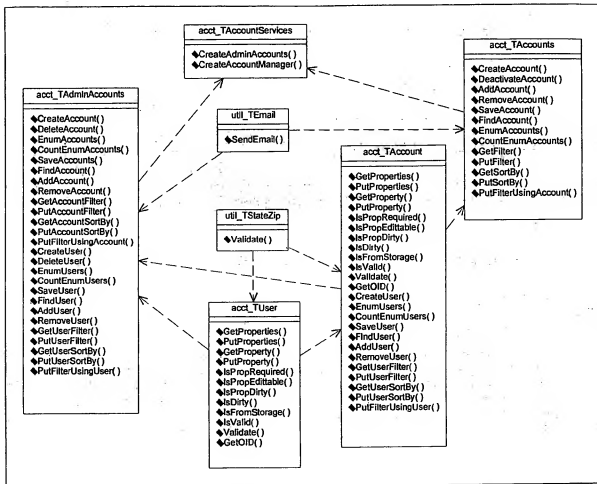 acct_TAccountServices
CreateAdminAccounts()
CreateAccountManager()
acct_TAccounts
CreateAccount()
DeactivateAccount()
AddAccount()
RemoveAccount()
SaveAccount()
FindAccount()
EnumAccounts()
CountEnumAccounts()
GetFilter()
PutFilter()
GetSortBy()
PutSortBy()
PutFilterUsingAccount()
acct_TAdminAccounts
CreateAccount()
DeleteAccount()
EnumAccounts()
CountEnumAccounts()
SaveAccounts()
FindAccount()
AddAccount()
RemoveAccount()
GetAccountFilter()
PutAccountFilter()
GetAccountSortBy()
PutAccountSortBy()
PutFilterUsingAccount()
CreateUser()
DeleteUser()
EnumUsers()
CountEnumUsers()
SaveUser()
FindUser()
AddUser()
RemoveUser()
GetUserFilter()
PutUserFilter()
GetUserSortBy()
PutUserSortBy()
PutFilterUsingUser()
util_TEmail
SendEmail()
acct_TAccount
GetProperties()
PutProperties()
GetProperty()
PutProperty()
IsPropRequired()
IsPropEdittable()
IsPropDirty()
IsDirty()
IsFromStorage()
IsValid()
Validate()
GetOID()
CreateUser()
EnumUsers()
CountEnumUsers()
SaveUser()
FindUser()
AddUser()
RemoveUser()
GetUserFilter()
PutUserFilter()
GetUserSortBy()
PutUserSortBy()
PutFilterUsingUser()
util_TStateZip
Validate()
acct_TUser
GetProperties()
PutProperties()
GetProperty()
PutProperty()
IsPropRequired()
IsPropEdittable()
IsPropDirty()
IsDirty()
IsFromStorage()
IsValid()
Validate()
GetOID()